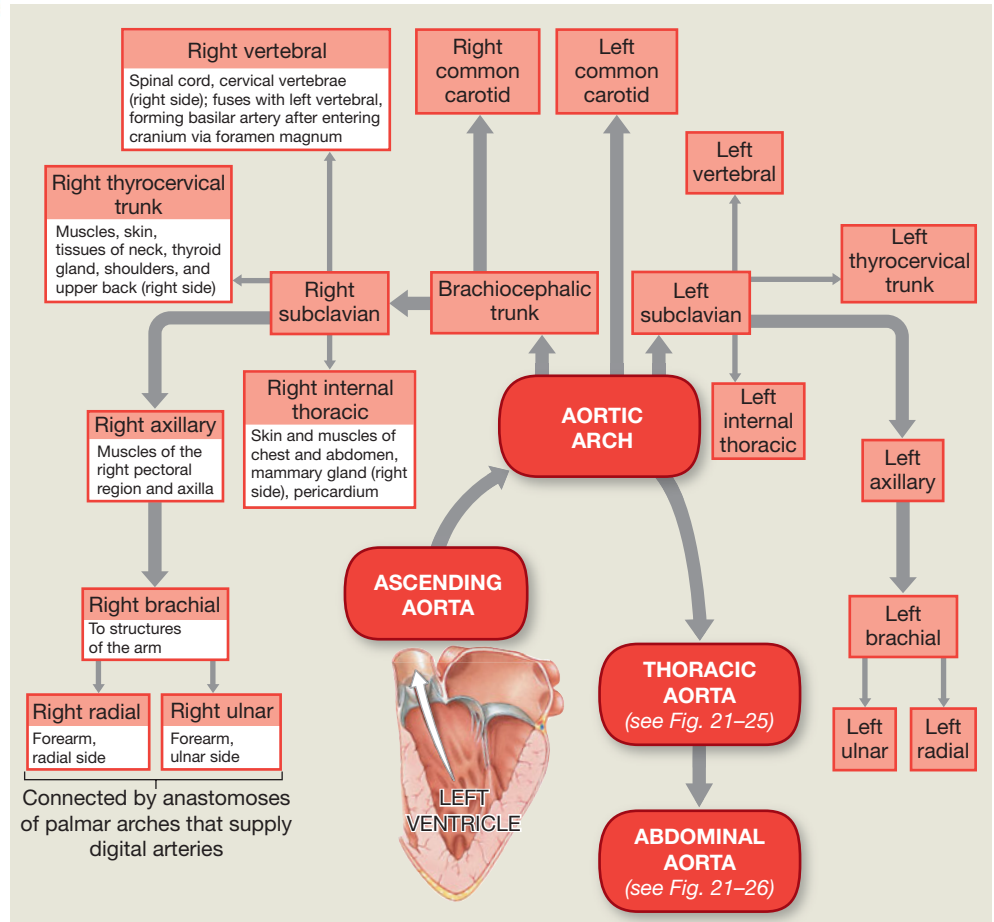 Right vertebral
Spinal cord, cervical vertebrae
(right side); fuses with left vertebral,
forming basilar artery after entering
cranium via foramen magnum
Right
common
carotid
Left
common
carotid
Left
vertebral
Right thyrocervical
trunk
Muscles, skin,
tissues of neck, thyroid
gland, shoulders, and
upper back (right side)
Left
thyrocervical
trunk
Right
subclavian
Brachiocephalic
trunk
Left
subclavian
Right internal
thoracic
Skin and muscles of
chest and abdomen,
mammary gland (right
side), pericardium
AORTIC
ARCH
Left
internal
thoracic
Right axillary
Muscles of the
right pectoral
region and axilla
Left
axillary
ASCENDING
AORTA
Right brachial
To structures
of the arm
Left
brachial
THORACIC
AORTA
(see Fig. 21–25)
Right radial
Forearm,
radial side
Right ulnar
Forearm,
ulnar side
Left
ulnar
Left
radial
Connected by anastomoses
of palmar arches that supply
digital arteries
LEFT
VENTRICLE
ABDOMINAL
AORTA
(see Fig. 21–26)